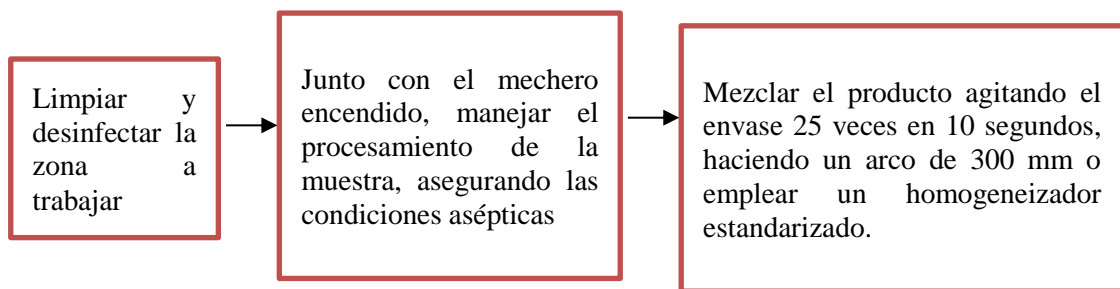 Limpiar y
desinfectar la
zona a
trabajar
Junto con el mechero
encendido, manejar el
procesamiento de la
muestra, asegurando las
condiciones asépticas
Mezclar el producto agitando el
envase 25 veces en 10 segundos,
haciendo un arco de 300 mm o
emplear un homogeneizador
estandarizado.